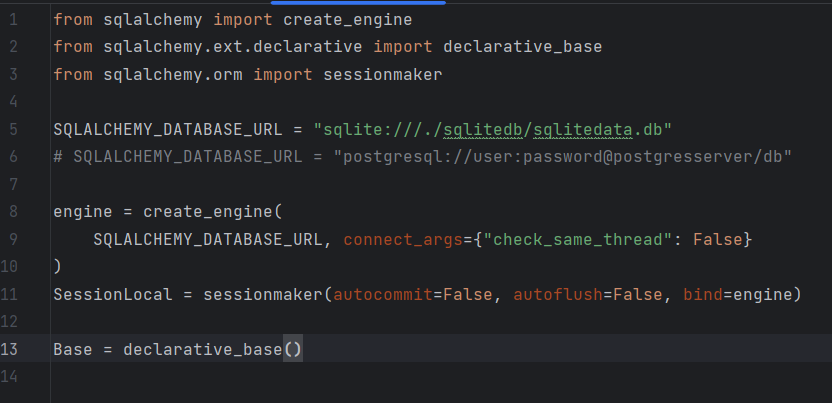 1 from sqlalchemy import create_engine
2 from sqlalchemy.ext.declarative import declarative_base
3 from sqlalchemy.orm import sessionmaker
4
5 SQLALCHEMY_DATABASE_URL = "sqlite:///./sqlitedb/sqlitedata.db"
6 # SQLALCHEMY_DATABASE_URL = "postgresql://user:password@postgresserver/db"
7
8 engine = create_engine(
9     SQLALCHEMY_DATABASE_URL, connect_args={"check_same_thread": False}
10 )
11 SessionLocal = sessionmaker(autocommit=False, autoflush=False, bind=engine)
12
13 Base = declarative_base()
14